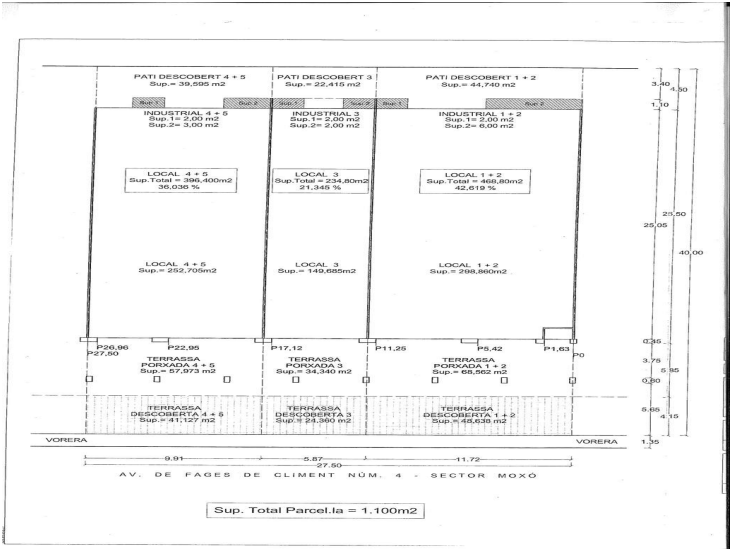 PATI DESCOBERT 4 + 5
Sup.= 39,595 m2
PATI DESCOBERT 3
Sup.= 22,415 m2
PATI DESCOBERT 1 + 2
Sup.= 44,740 m2
Sup 1
Sup 2
Sup 1
Sup 2
Sup 1
Sup 2
INDUSTRIAL 4 + 5
Sup.1= 2,00 m2
Sup.2= 3,00 m2
INDUSTRIAL 3
Sup.1= 2,00 m2
Sup.2= 2,00 m2
INDUSTRIAL 1 + 2
Sup.1= 2,00 m2
Sup.2= 6,00 m2
LOCAL 4 + 5
Sup.Total = 396,400m2
36,036 %
LOCAL 3
Sup.Total = 234,80m2
21,345 %
LOCAL 1 + 2
Sup.Total = 468,80m2
42,619 %
LOCAL 4 + 5
Sup.= 252,705m2
LOCAL 3
Sup.= 149,685m2
LOCAL 1 + 2
Sup.= 298,860m2
P26,96
P27,50
P22,95
P17,12
P11,25
P5,42
P1,63
P0
TERRASSA
PORXADA 4 + 5
Sup.= 57,973 m2
TERRASSA
PORXADA 3
Sup.= 34,340 m2
TERRASSA
PORXADA 1 + 2
Sup.= 68,562 m2
TERRASSA
DESCOBERTA 4 + 5
Sup.= 41,127 m2
TERRASSA
DESCOBERTA 3
Sup.= 24,360 m2
TERRASSA
DESCOBERTA 1 + 2
Sup.= 48,638 m2
VORERA
VORERA
3,40
4,50
1,10
25,05
40,00
0,45
3,75
5,85
0,60
5,65
4,15
1,35
9.91
5.87
11.72
27.50
AV. DE FAGES DE CLIMENT NÚM. 4 - SECTOR MOXÓ
Sup. Total Parcel.la = 1.100m2